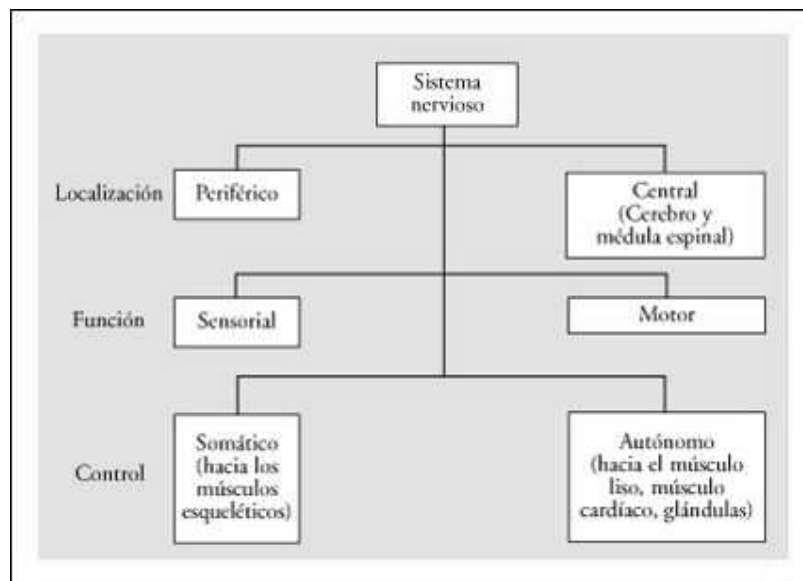 Sistema
nervioso
Localización
Periférico
Central
(Cerebro y
médula espinal)
Función
Sensorial
Motor
Control
Somático
(hacia los
músculos
esqueléticos)
Autónomo
(hacia el músculo
liso, músculo
cardíaco, glándulas)